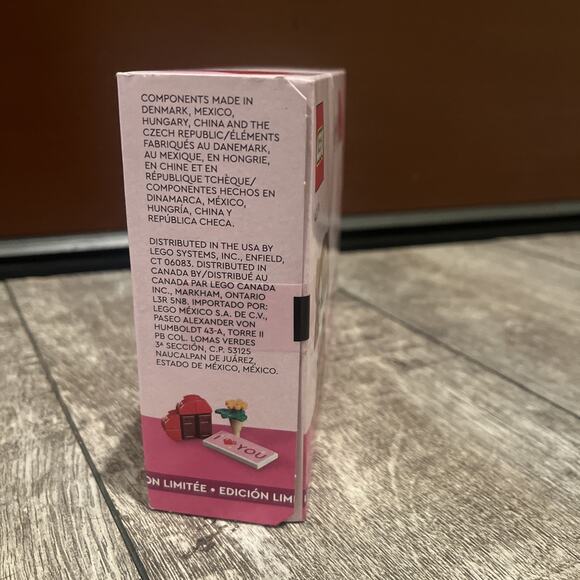 COMPONENTS MADE IN
DENMARK, MEXICO,
HUNGARY, CHINA AND THE
CZECH REPUBLIC/ÉLÉMENTS
FABRIQUÉS AU DANEMARK,
AU MEXIQUE, EN HONGRIE,
EN CHINE ET EN
RÉPUBLIQUE TCHÈQUE/
COMPONENTES HECHOS EN
DINAMARCA, MÉXICO,
HUNGRÍA, CHINA Y
REPÚBLICA CHECA.
DISTRIBUTED IN THE USA BY
LEGO SYSTEMS, INC., ENFIELD,
CT 06083. DISTRIBUTED IN
CANADA BY/DISTRIBUÉ AU
CANADA PAR LEGO CANADA
INC., MARKHAM, ONTARIO
L3R 5N8. IMPORTADO POR:
LEGO MÉXICO S.A. DE C.V.,
PASEO ALEXANDER VON
HUMBOLDT 43-A, TORRE II
PB COL. LOMAS VERDES
3ª SECCIÓN, C.P. 53125
NAUCALPAN DE JUÁREZ,
ESTADO DE MÉXICO, MÉXICO.
I YOU
ON LIMITÉE • EDICIÓN LIM